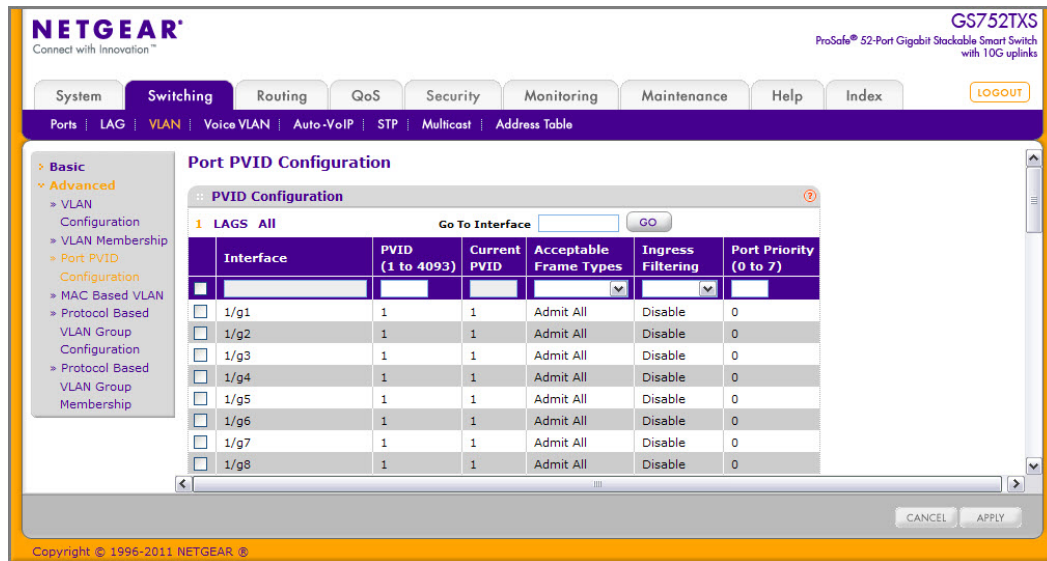 NETGEAR®
Connect with Innovation™
GS752TXS
ProSafe® 52-Port Gigabit Stackable Smart Switch
with 10G uplinks
System Switching Routing QoS Security Monitoring Maintenance Help Index LOGOUT
Ports | LAG | VLAN | Voice VLAN | Auto-VoIP | STP | Multicast | Address Table
Basic
Advanced
» VLAN
Configuration
» VLAN Membership
» Port PVID
Configuration
» MAC Based VLAN
» Protocol Based
VLAN Group
Configuration
» Protocol Based
VLAN Group
Membership
Port PVID Configuration
PVID Configuration ?
1 LAGS All Go To Interface GO
Interface PVID (1 to 4093) Current PVID Acceptable Frame Types Ingress Filtering Port Priority (0 to 7)
1/g1 1 1 Admit All Disable 0
1/g2 1 1 Admit All Disable 0
1/g3 1 1 Admit All Disable 0
1/g4 1 1 Admit All Disable 0
1/g5 1 1 Admit All Disable 0
1/g6 1 1 Admit All Disable 0
1/g7 1 1 Admit All Disable 0
1/g8 1 1 Admit All Disable 0
CANCEL APPLY
Copyright © 1996-2011 NETGEAR ®